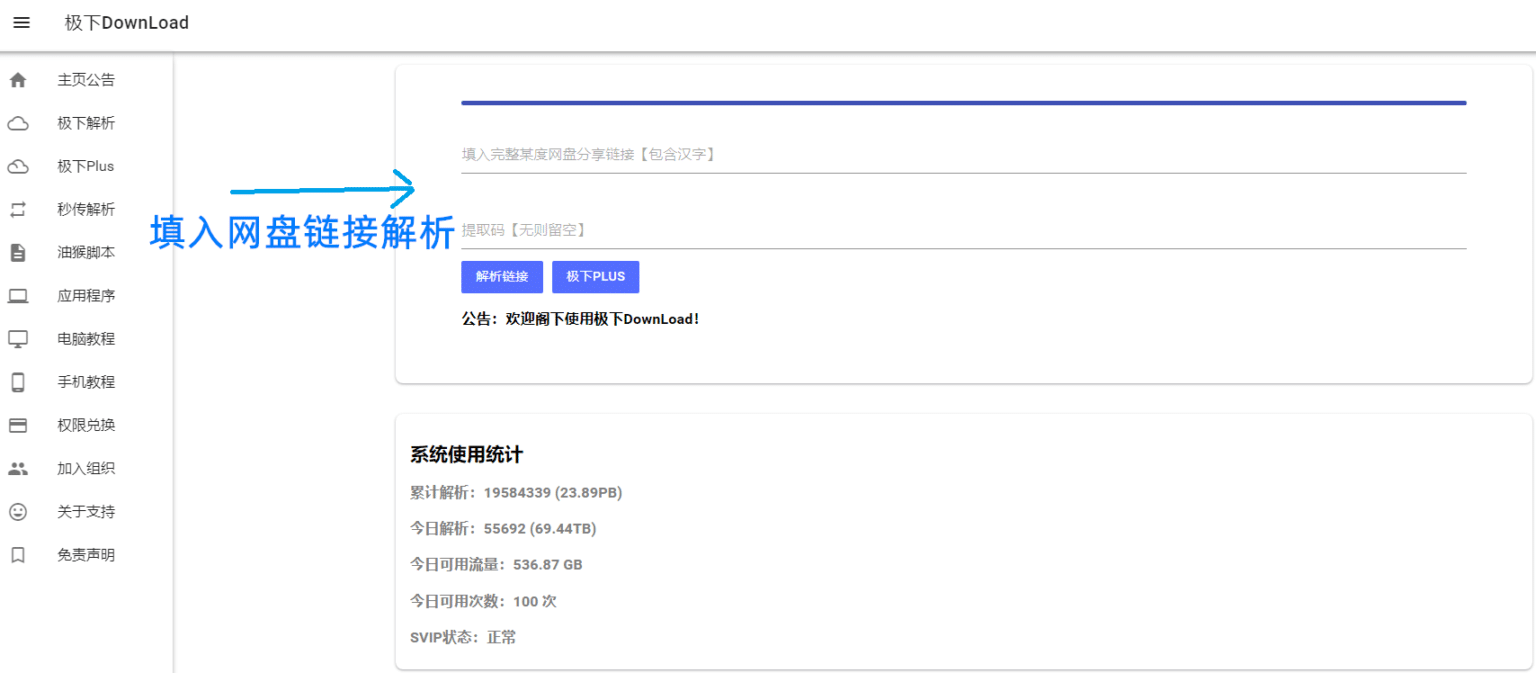 极下DownLoad
主页公告
极下解析
极下Plus
秒传解析
油猴脚本
应用程序
电脑教程
手机教程
权限兑换
加入组织
关于支持
免责声明
填入完整某度网盘分享链接【包含汉字】
填入网盘链接解析
提取码【无则留空】
解析链接
极下PLUS
公告：欢迎阁下使用极下DownLoad！
系统使用统计
累计解析：19584339 (23.89PB)
今日解析：55692 (69.44TB)
今日可用流量：536.87 GB
今日可用次数：100 次
SVIP状态：正常